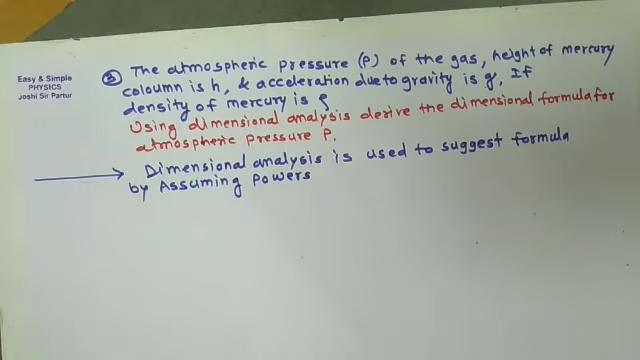 Easy & Simple
PHYSICS
Joshi Sir Partur
③ The atmospheric pressure (P) of the gas, height of mercury
coloumn is h, & acceleration due to gravity is g, If
density of mercury is ρ
Using dimensional analysis derive the dimensional formula for
atmospheric pressure P.
Dimensional analysis is used to suggest formula
by Assuming Powers